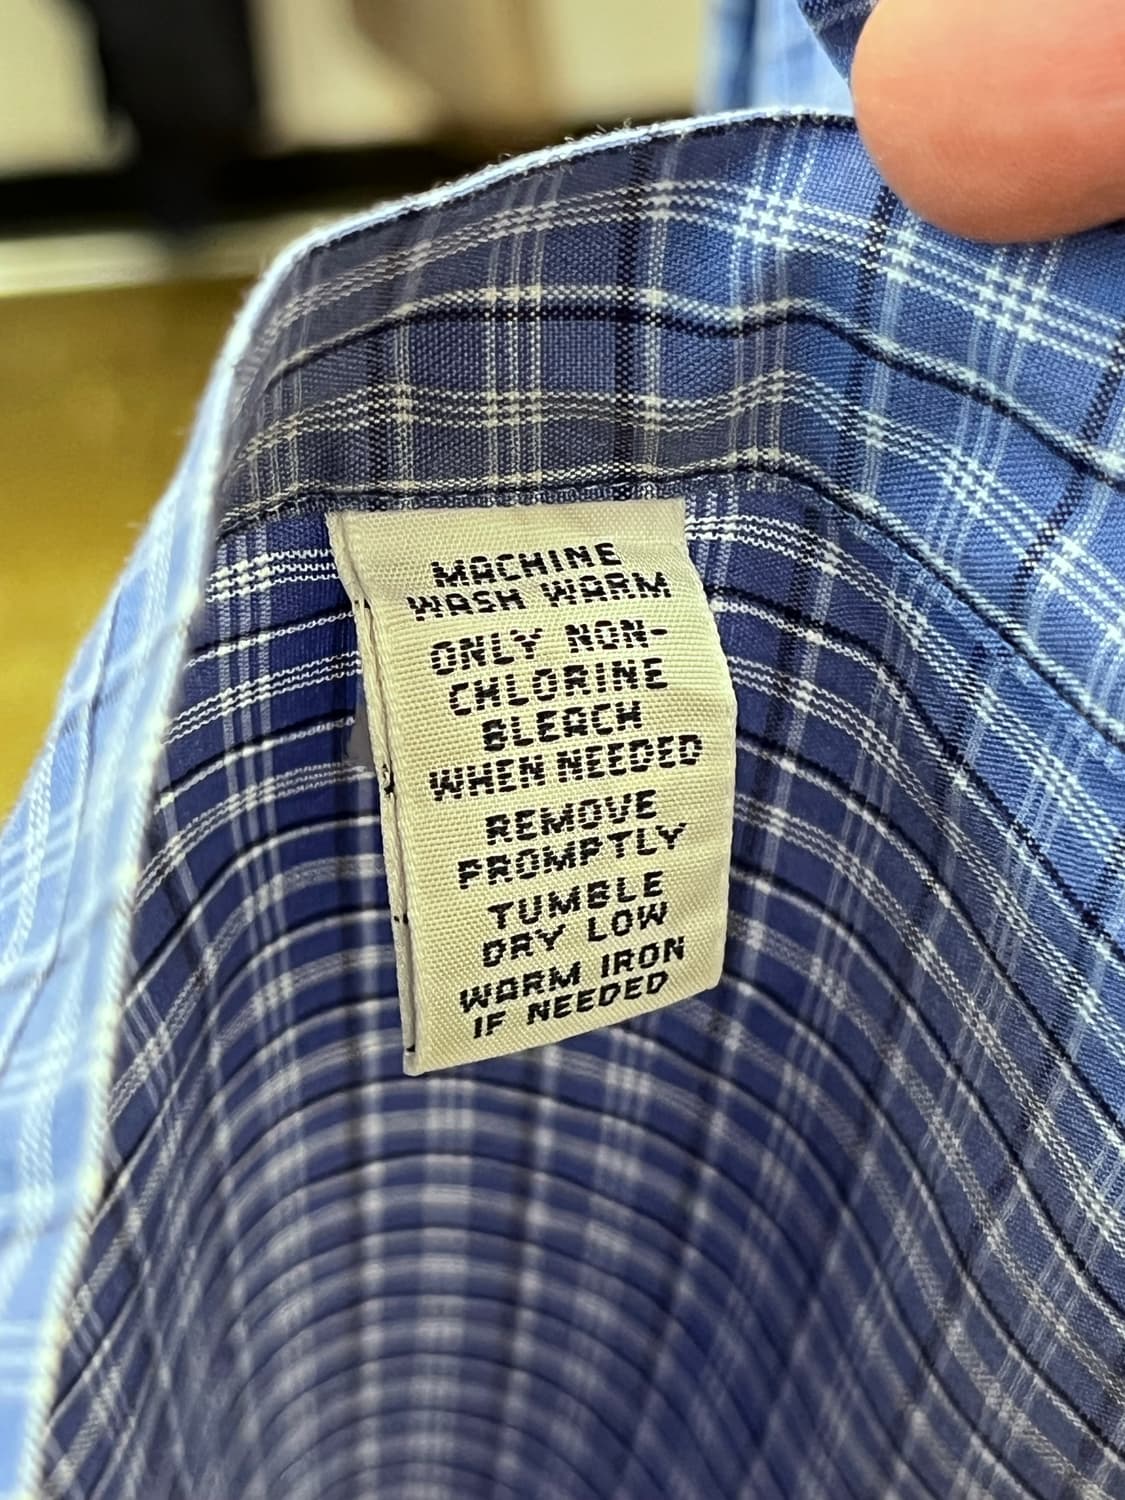 MACHINE
WASH WARM
ONLY NON-
CHLORINE
BLEACH
WHEN NEEDED
REMOVE
PROMPTLY
TUMBLE
DRY LOW
WARM IRON
IF NEEDED